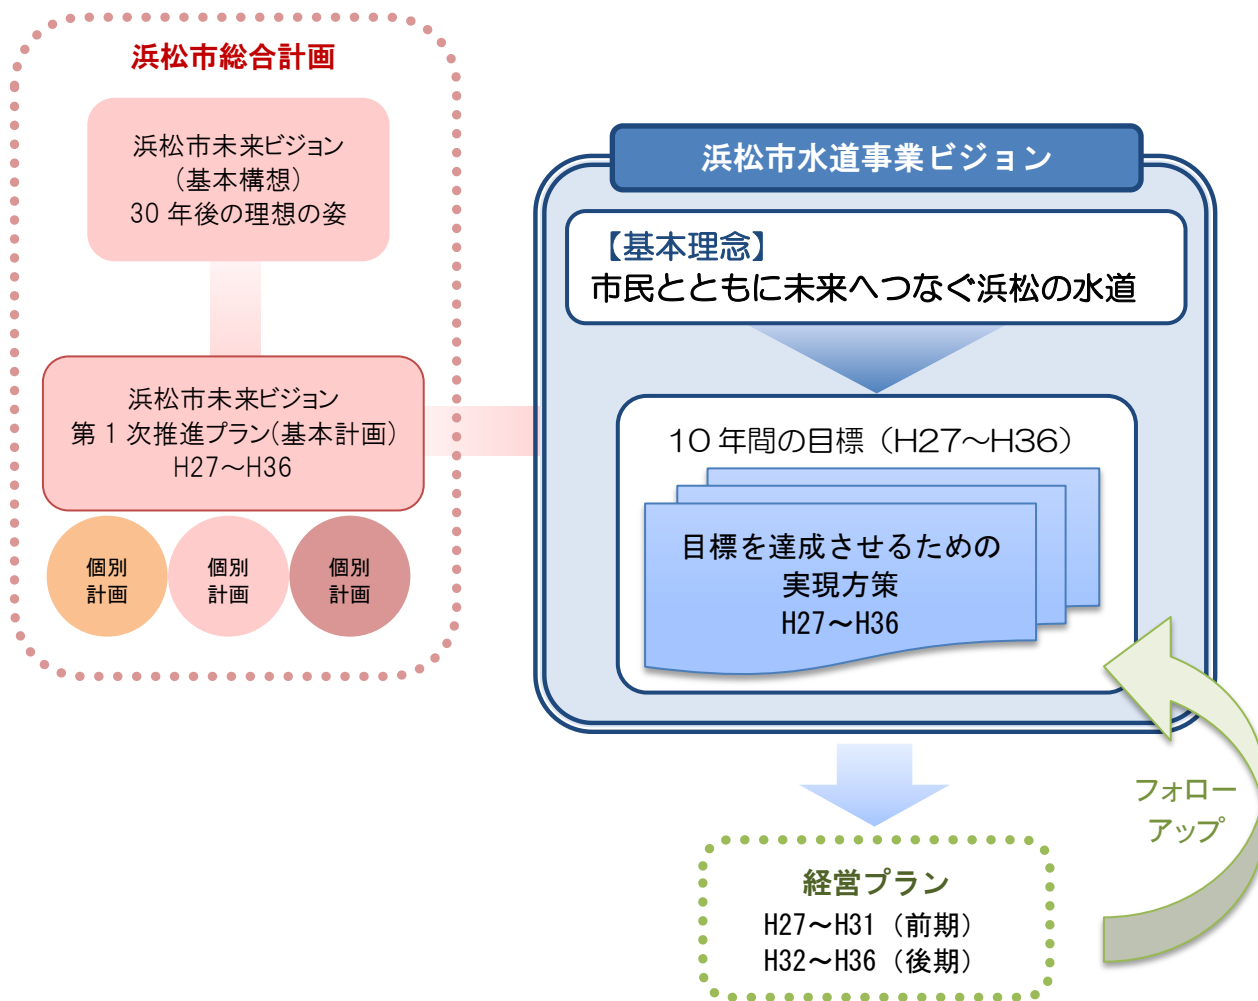 浜松市総合計画
浜松市未来ビジョン
（基本構想）
30 年後の理想の姿
浜松市未来ビジョン
第 1 次推進プラン（基本計画）
H27～H36
個別
計画
個別
計画
個別
計画
浜松市水道事業ビジョン
【基本理念】
市民とともに未来へつなぐ浜松の水道
10 年間の目標（H27～H36）
目標を達成させるための
実現方策
H27～H36
フォロー
アップ
経営プラン
H27～H31（前期）
H32～H36（後期）